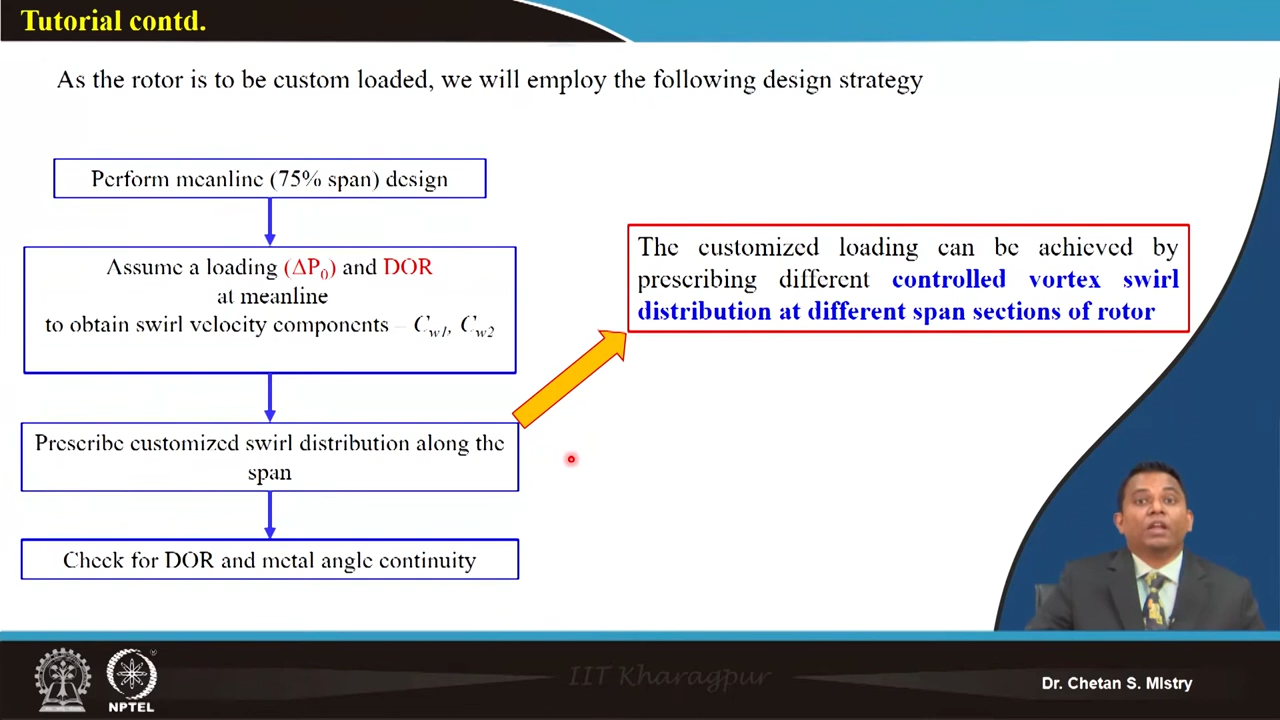 Tutorial contd.
As the rotor is to be custom loaded, we will employ the following design strategy
Perform meanline (75% span) design
Assume a loading (ΔP₀) and DOR
at meanline
to obtain swirl velocity components – Cw1, Cw2
The customized loading can be achieved by
prescribing different controlled vortex swirl
distribution at different span sections of rotor
Prescribe customized swirl distribution along the
span
Check for DOR and metal angle continuity
IIT Kharagpur
NPTEL
Dr. Chetan S. MIstry